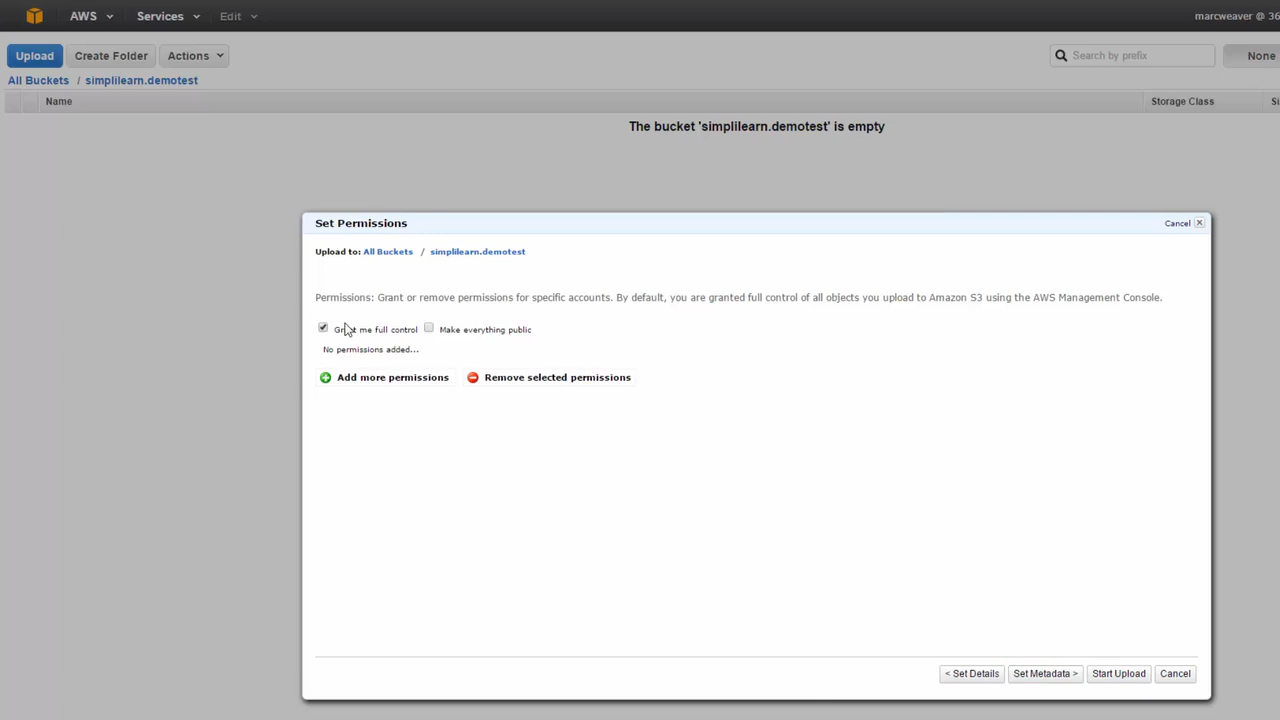 AWS Services Edit marcweaver @ 36
Upload Create Folder Actions Search by prefix None
All Buckets / simplilearn.demotest
Name Storage Class Si
The bucket 'simplilearn.demotest' is empty
Set Permissions Cancel
Upload to: All Buckets / simplilearn.demotest
Permissions: Grant or remove permissions for specific accounts. By default, you are granted full control of all objects you upload to Amazon S3 using the AWS Management Console.
Grant me full control Make everything public
No permissions added...
Add more permissions Remove selected permissions
< Set Details Set Metadata > Start Upload Cancel